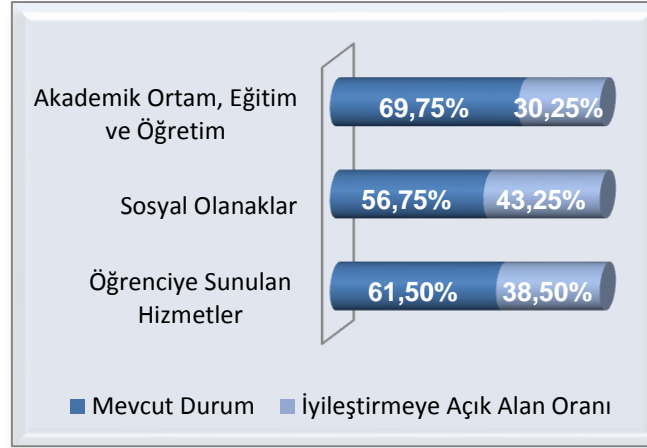 Akademik Ortam, Eğitim
ve Öğretim
69,75% 30,25%
Sosyal Olanaklar
56,75% 43,25%
Öğrenciye Sunulan
Hizmetler
61,50% 38,50%
Mevcut Durum İyileştirmeye Açık Alan Oranı